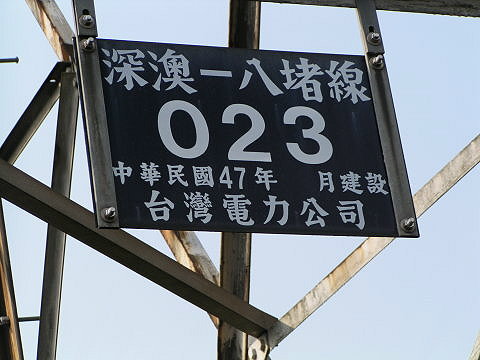 深澳一八堵線
023
中華民國47年 月建設
台灣電力公司